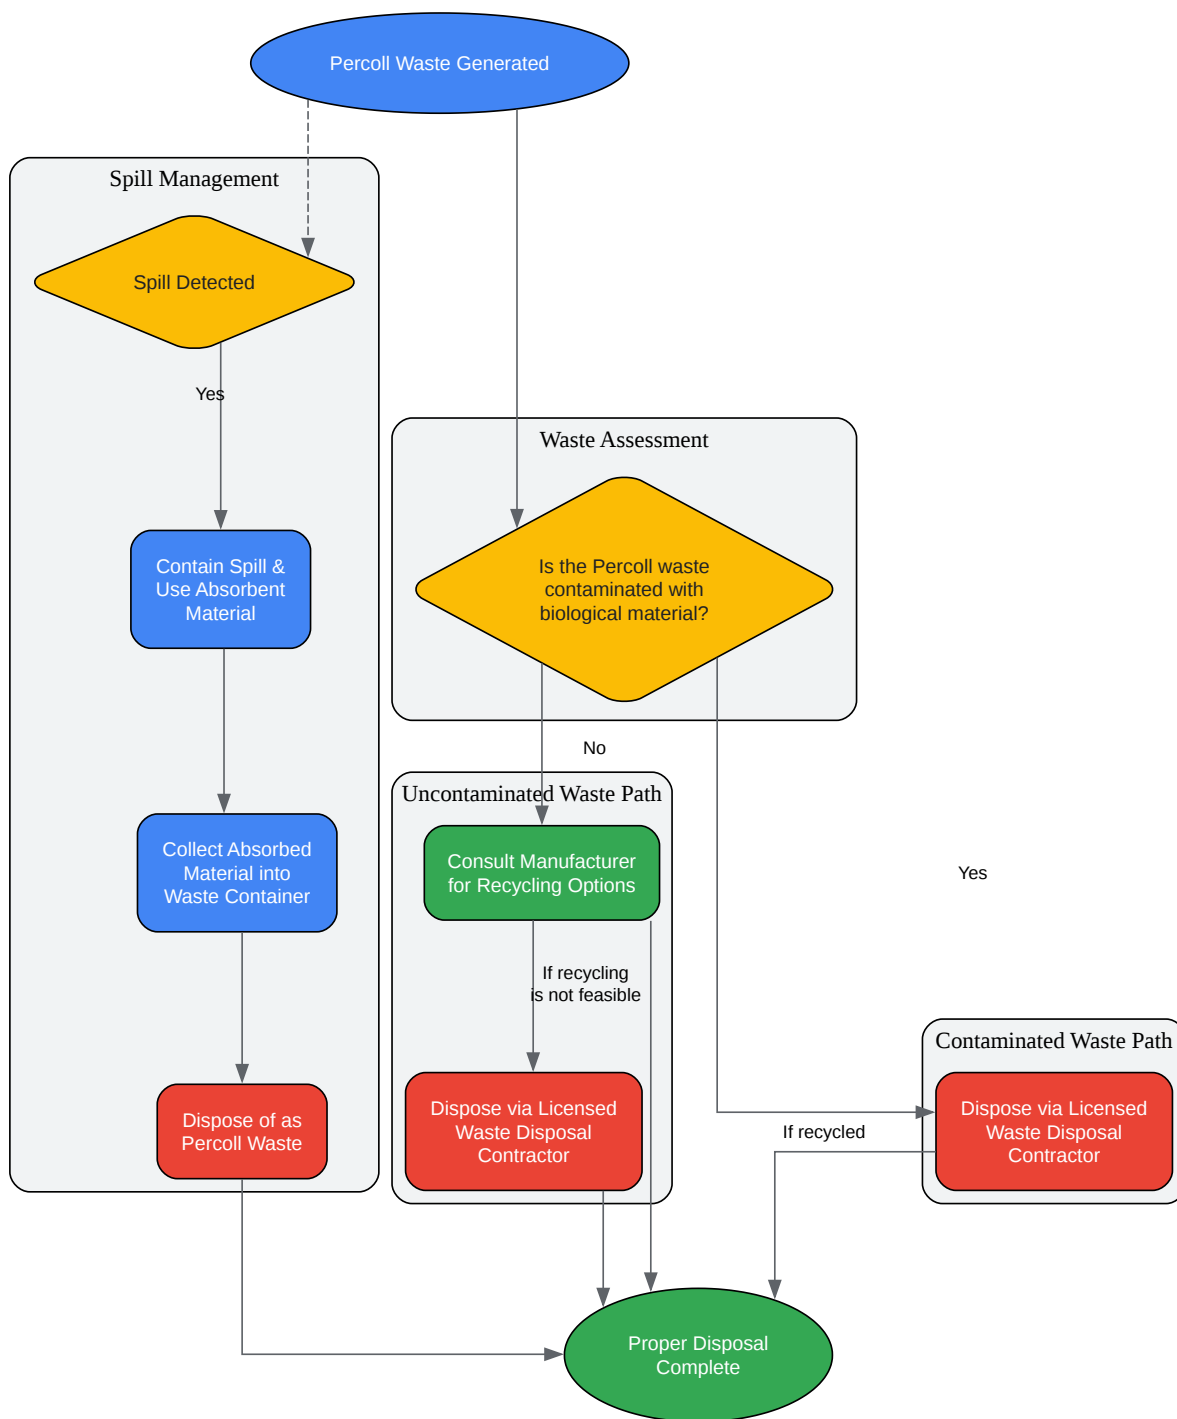 Percoll Waste Generated
Spill Management
Spill Detected
Yes
Contain Spill &
Use Absorbent
Material
Collect Absorbed
Material into
Waste Container
Dispose of as
Percoll Waste
Waste Assessment
Is the Percoll waste
contaminated with
biological material?
No
Uncontaminated Waste Path
Consult Manufacturer
for Recycling Options
If recycling
is not feasible
Dispose via Licensed
Waste Disposal
Contractor
Yes
Contaminated Waste Path
Dispose via Licensed
Waste Disposal
Contractor
If recycled
Proper Disposal
Complete